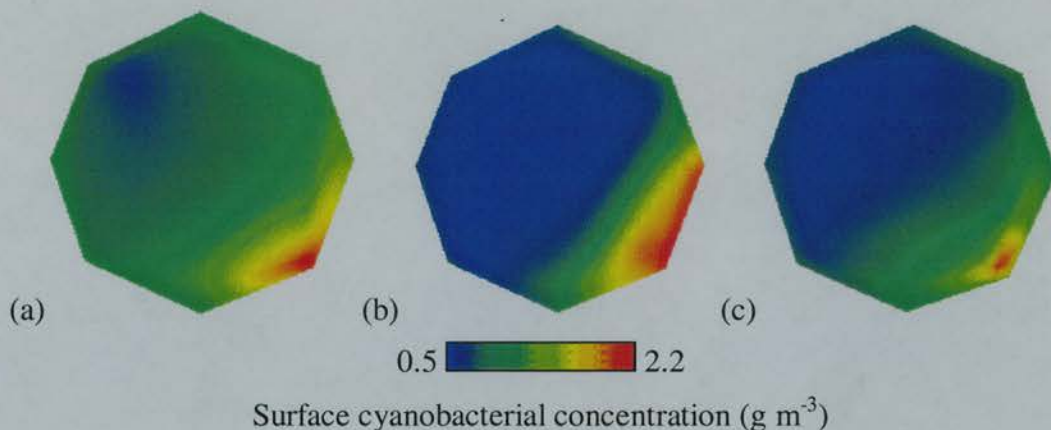 (a) (b) (c)
0.5 2.2
Surface cyanobacterial concentration (g m⁻³)